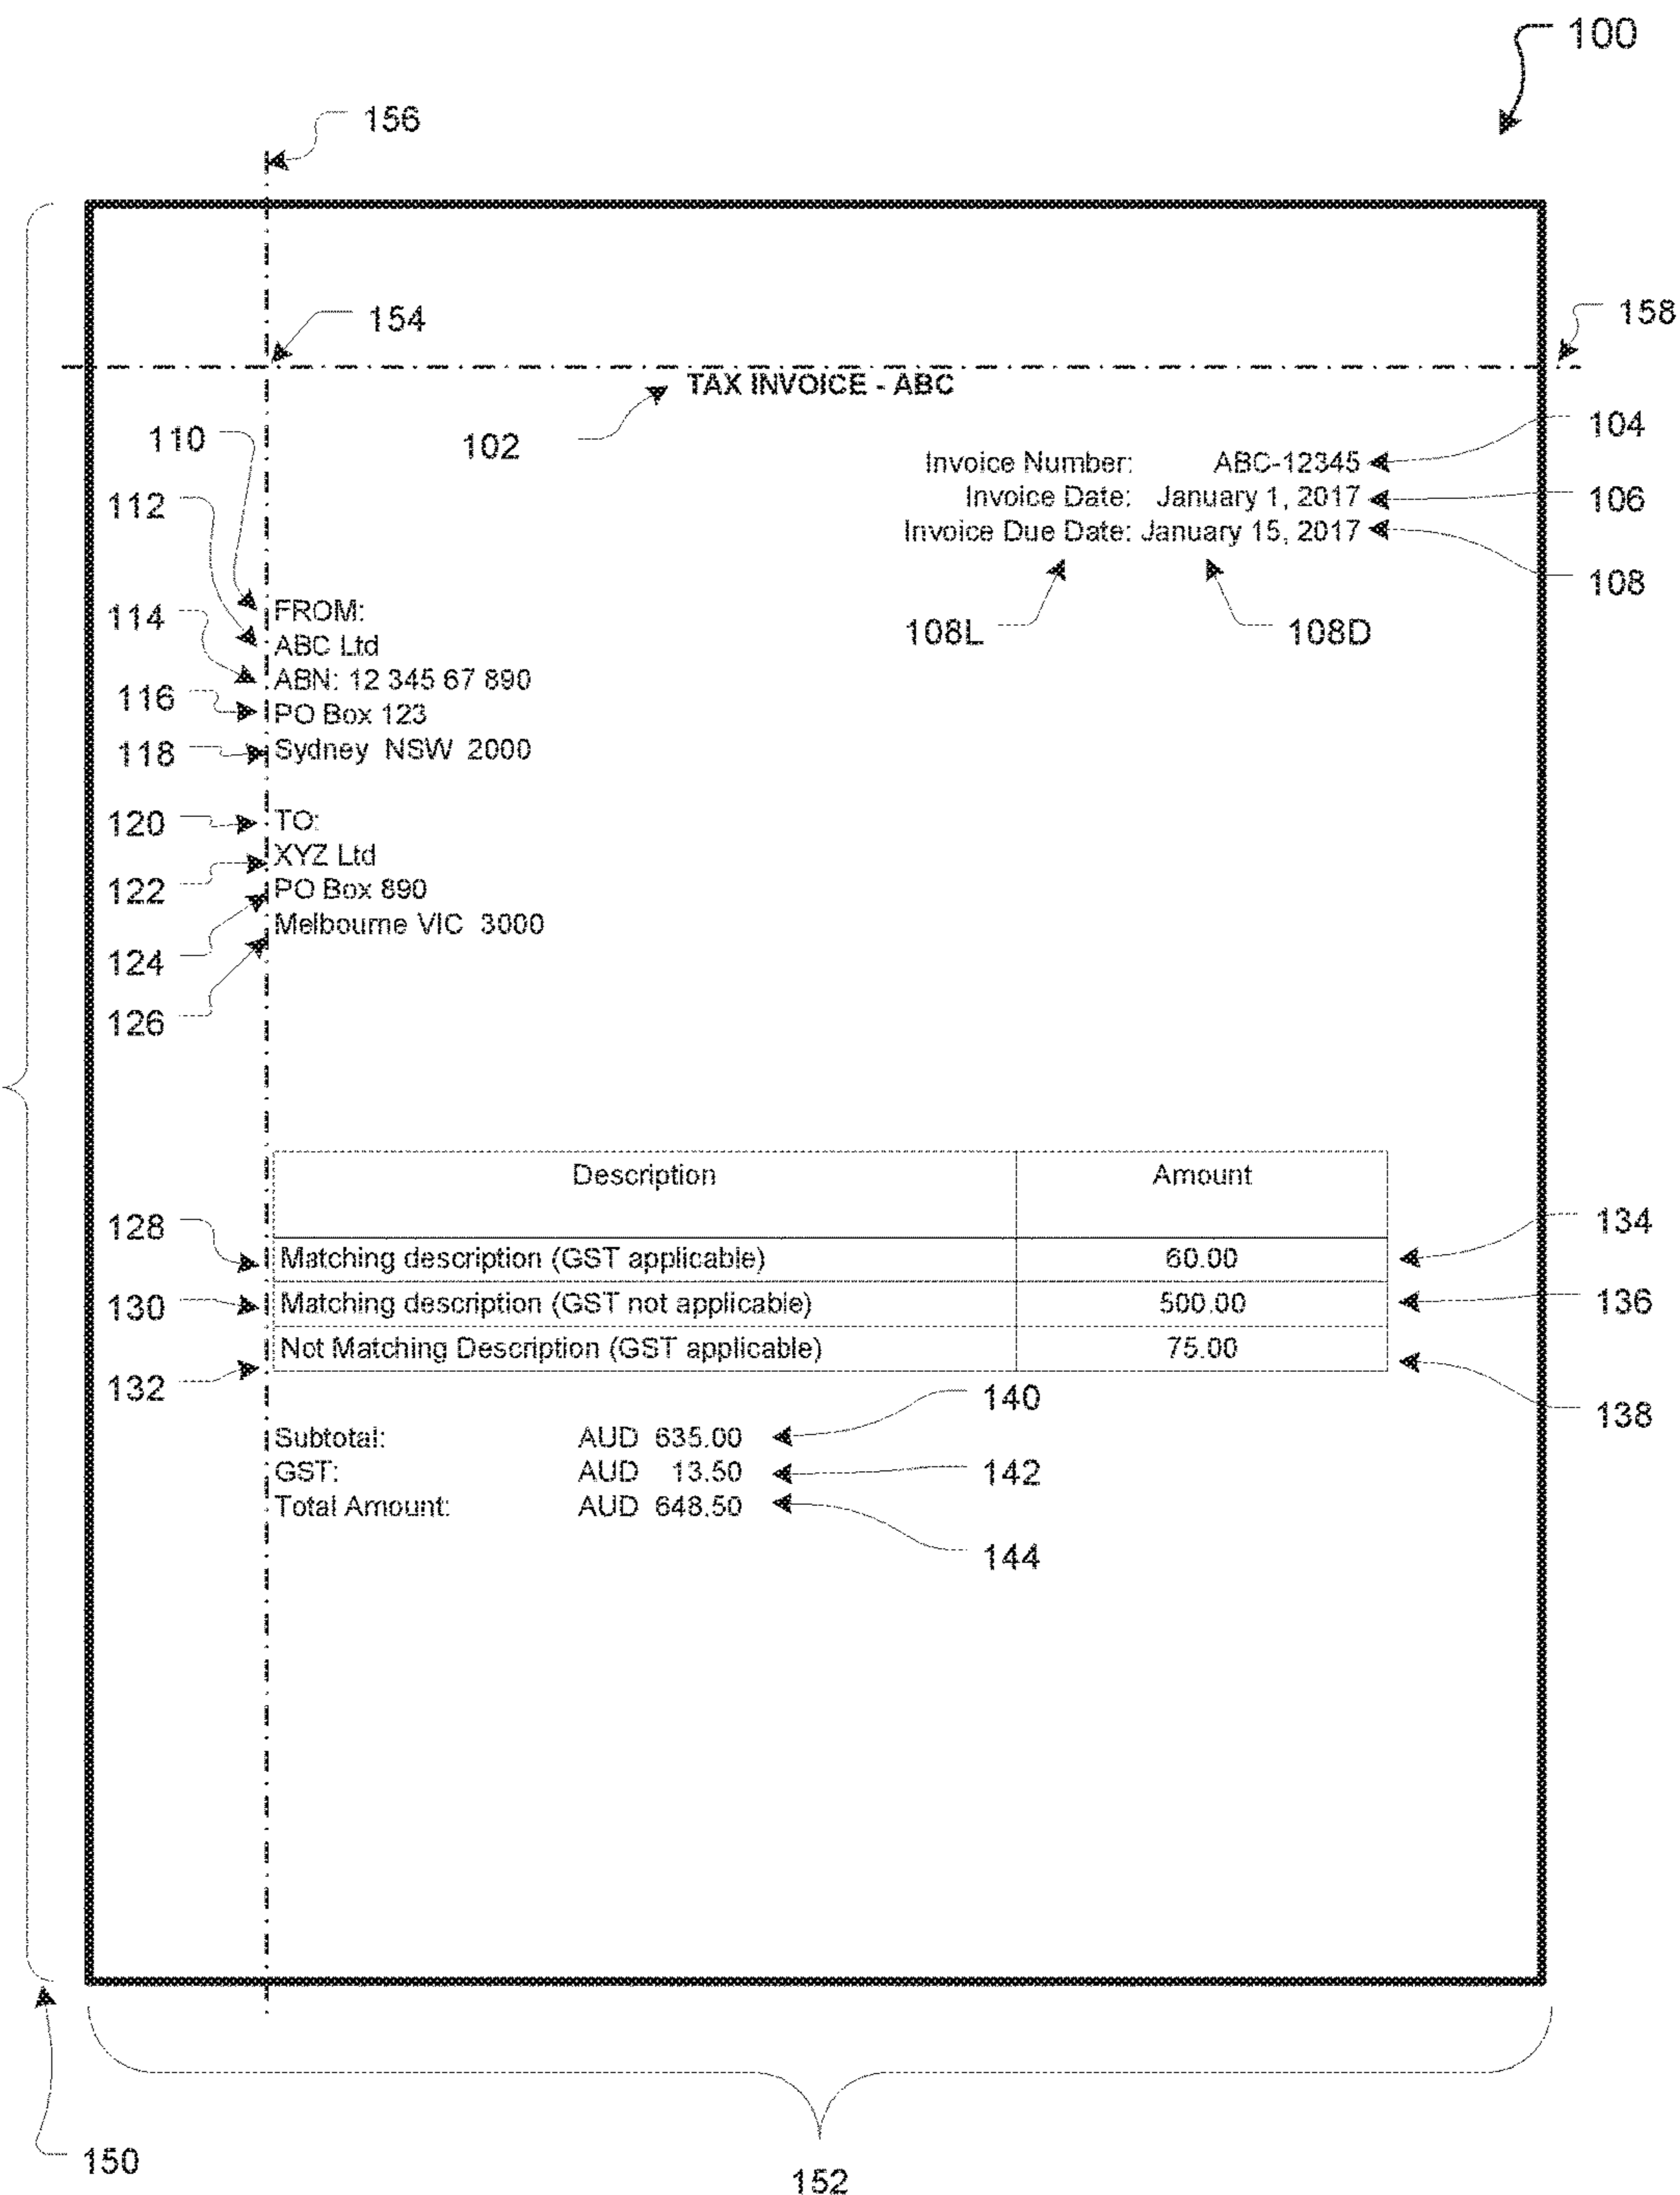 100
156
154
158
TAX INVOICE - ABC
102
104
Invoice Number: ABC-12345
Invoice Date: January 1, 2017
106
Invoice Due Date: January 15, 2017
108
108L
108D
110
112
114
116
118
FROM:
ABC Ltd
ABN: 12 345 67 890
PO Box 123
Sydney NSW 2000
120
122
124
126
TO:
XYZ Ltd
PO Box 890
Melbourne VIC 3000
Description Amount
128
Matching description (GST applicable) 60.00
134
130
Matching description (GST not applicable) 500.00
136
132
Not Matching Description (GST applicable) 75.00
138
140
Subtotal: AUD 635.00
GST: AUD 13.50
142
Total Amount: AUD 648.50
144
150
152